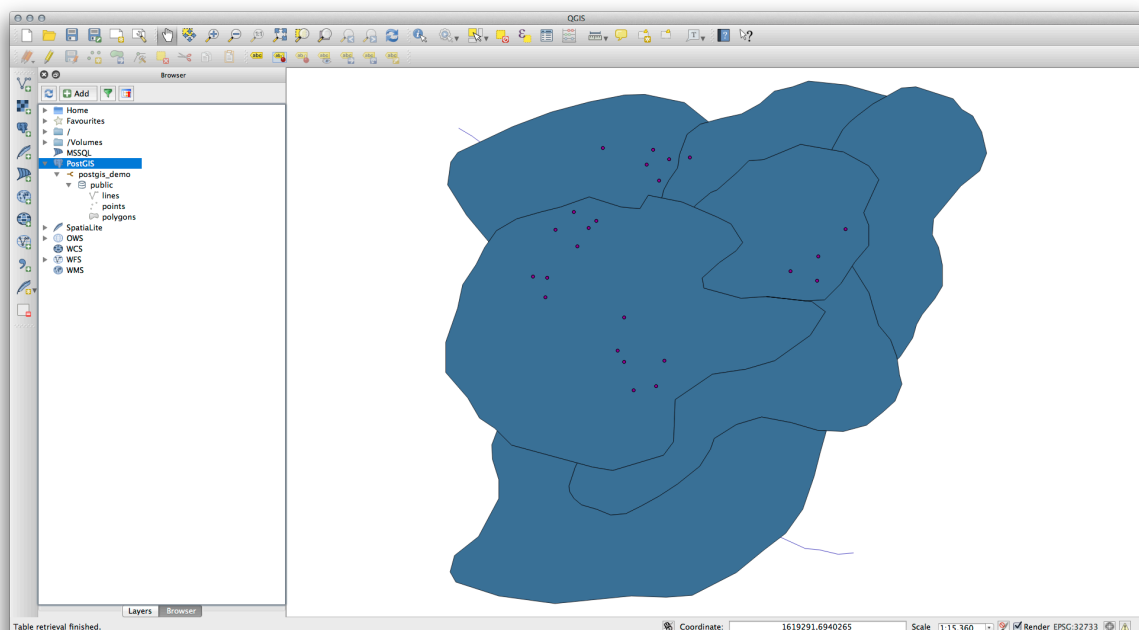 QGIS
Browser
Add
Home
Favourites
/
/Volumes
MSSQL
PostGIS
postgis_demo
public
lines
points
polygons
SpatiaLite
OWS
WCS
WFS
WMS
Layers Browser
Table retrieval finished.
Coordinate: 1619291.6940265 Scale 1:15,360 Render EPSG:32733